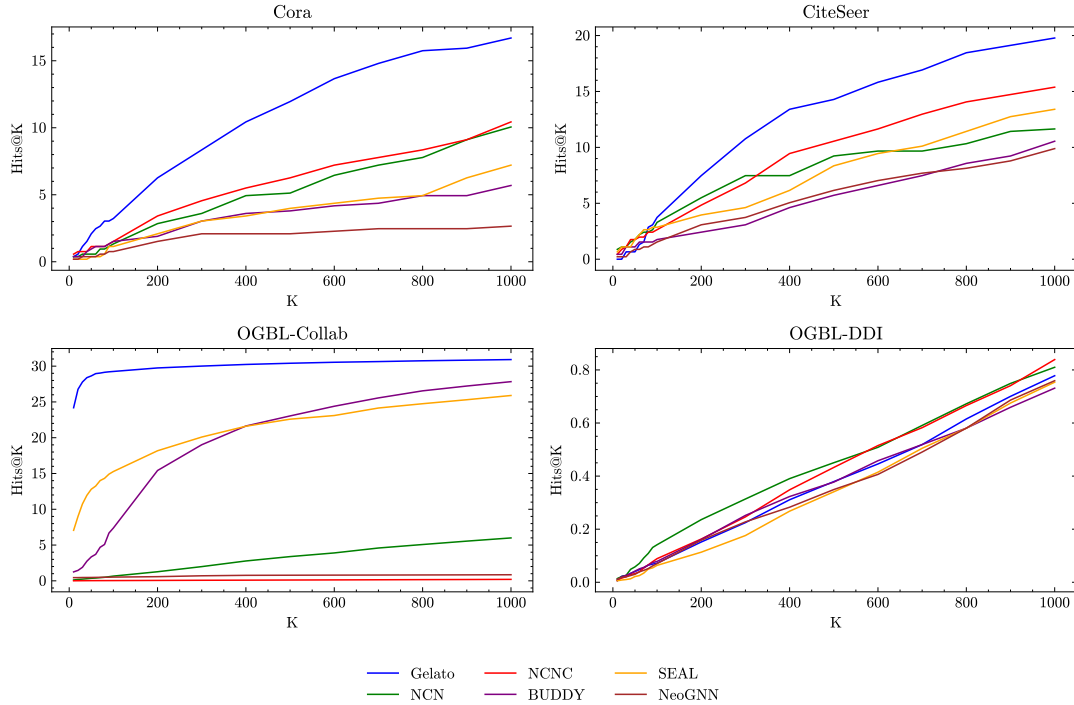 Cora
CiteSeer
Hits@K
15
10
5
0
0 200 400 600 800 1000
K
Hits@K
20
15
10
5
0
0 200 400 600 800 1000
K
OGBL-Collab
OGBL-DDI
Hits@K
30
25
20
15
10
5
0
0 200 400 600 800 1000
K
Hits@K
0.8
0.6
0.4
0.2
0.0
0 200 400 600 800 1000
K
Gelato NCNC SEAL
NCN BUDDY NeoGNN